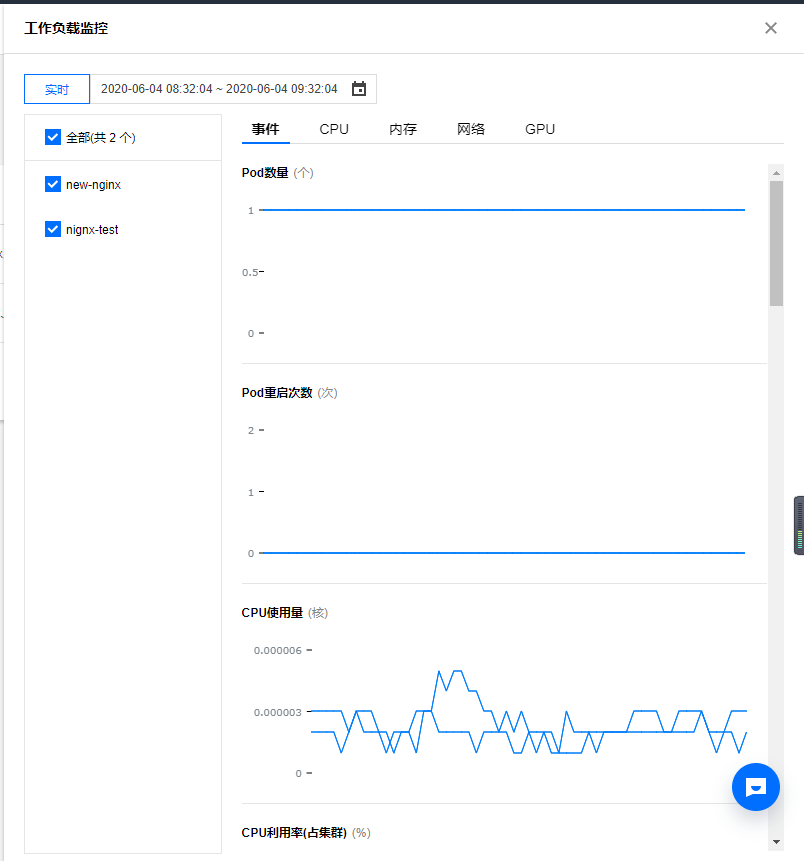 工作负载监控
实时 2020-06-04 08:32:04 ~ 2020-06-04 09:32:04
全部(共 2 个)
new-nginx
nignx-test
事件 CPU 内存 网络 GPU
Pod数量 (个)
1
0.5
0
Pod重启次数 (次)
2
1
0
CPU使用量 (核)
0.000006
0.000003
0
CPU利用率(占集群) (%)